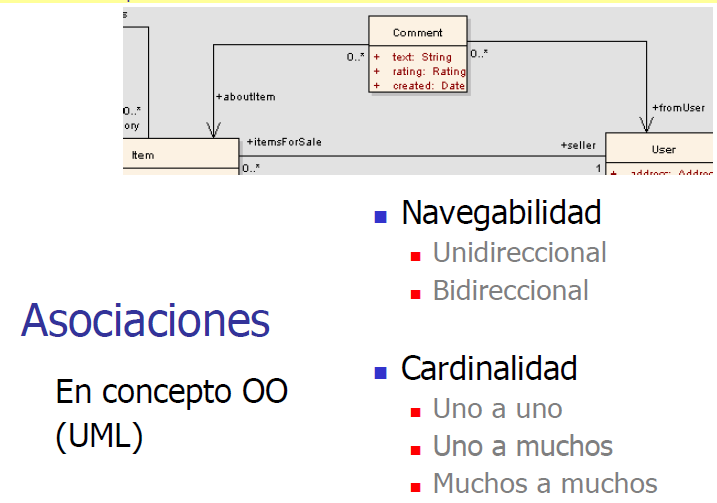 Comment
0..*
0..*
+ text: String
+ rating: Rating
+ created: Date
+aboutItem
+fromUser
0..*
ory
+itemsForSale
+seller
Item
User
0..*
1
+ address: Addres
Navegabilidad
Unidireccional
Bidireccional
Asociaciones
En concepto OO
(UML)
Cardinalidad
Uno a uno
Uno a muchos
Muchos a muchos